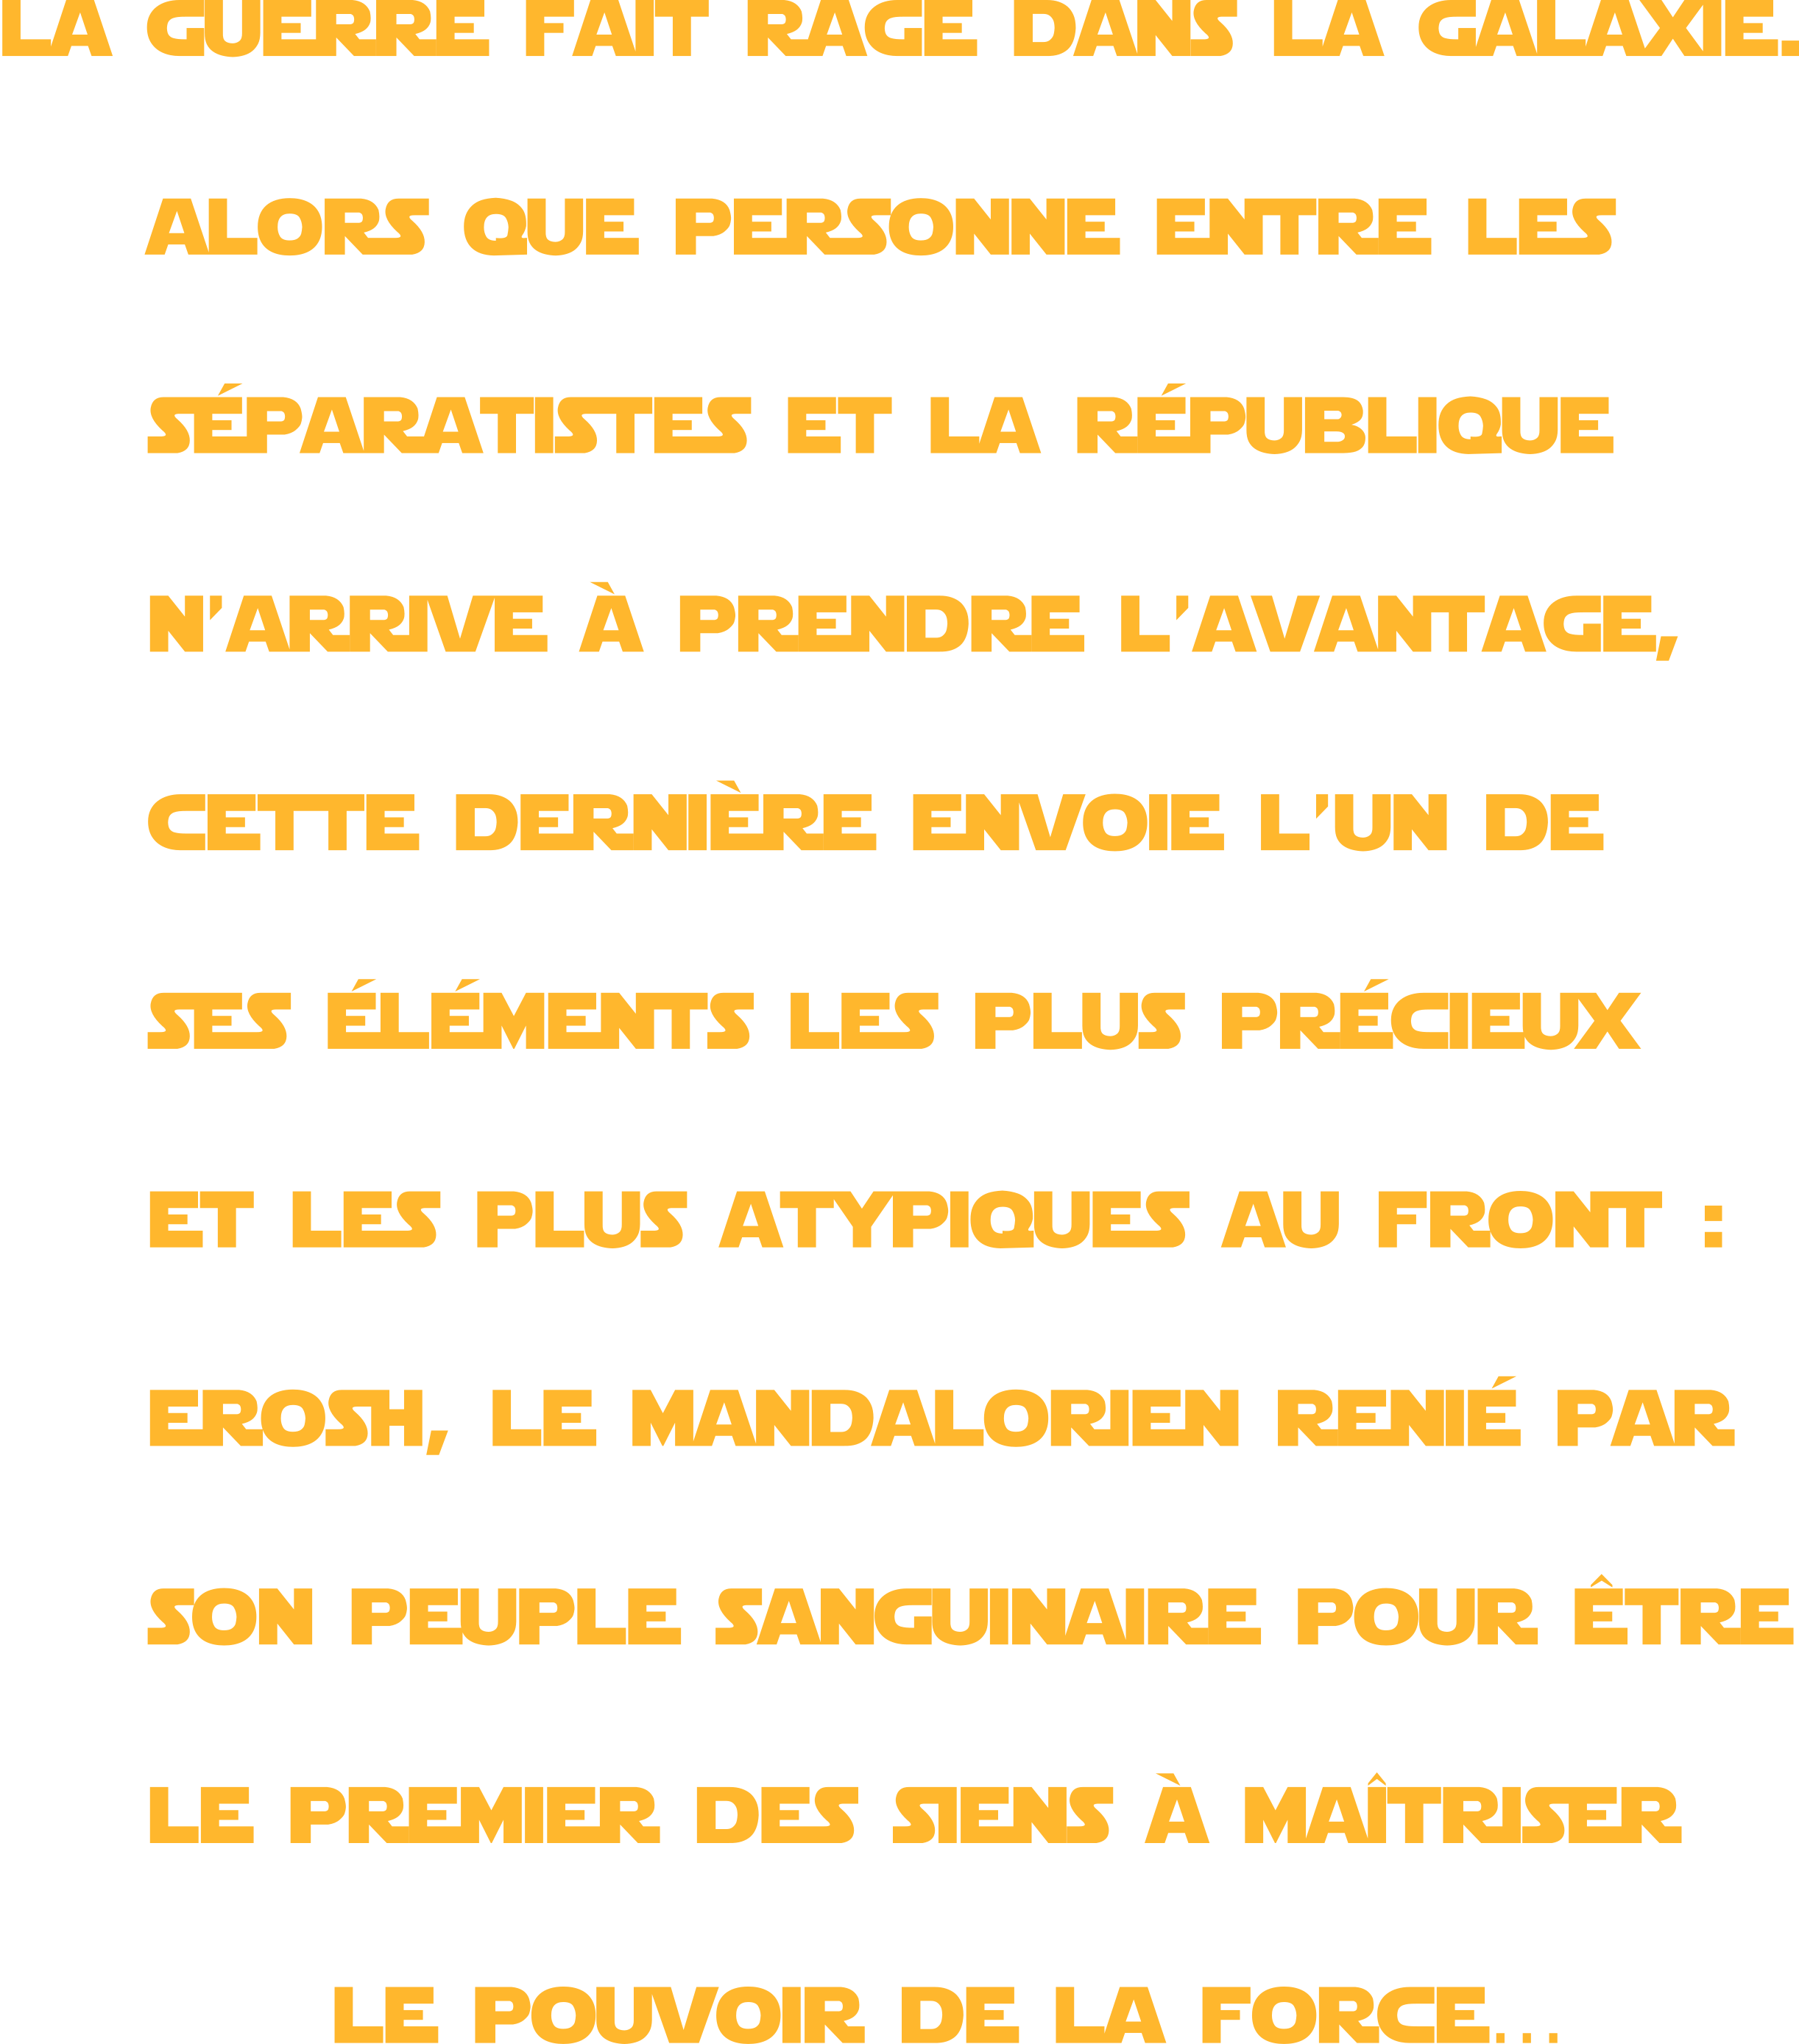 LA GUERRE FAIT RAGE DANS LA GALAXIE.
ALORS QUE PERSONNE ENTRE LES
SÉPARATISTES ET LA RÉPUBLIQUE
N'ARRIVE À PRENDRE L'AVANTAGE,
CETTE DERNIÈRE ENVOIE L'UN DE
SES ÉLÉMENTS LES PLUS PRÉCIEUX
ET LES PLUS ATYPIQUES AU FRONT :
EROSH, LE MANDALORIEN RENIÉ PAR
SON PEUPLE SANGUINAIRE POUR ÊTRE
LE PREMIER DES SIENS À MAÎTRISER
LE POUVOIR DE LA FORCE...